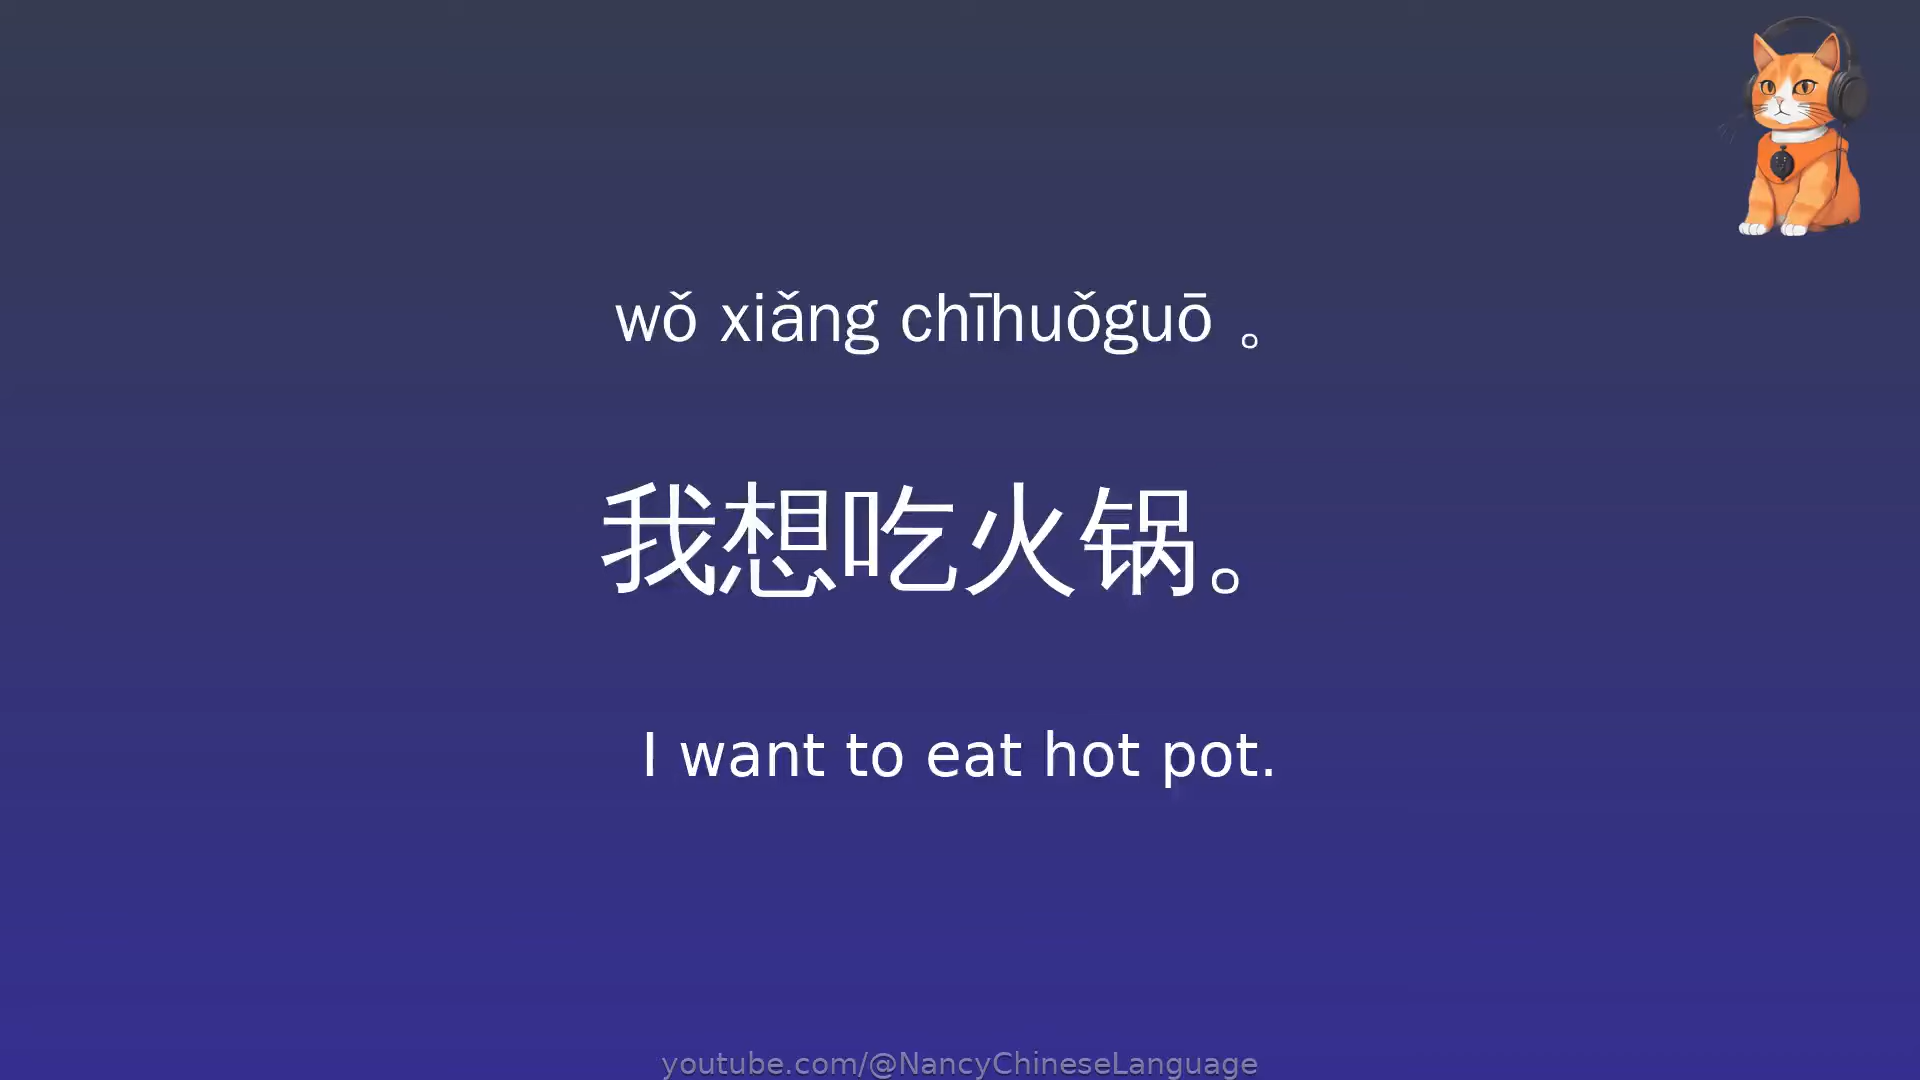 wǒ xiǎng chīhuǒguō 。
我想吃火锅。
I want to eat hot pot.
youtube.com/@NancyChineseLanguage